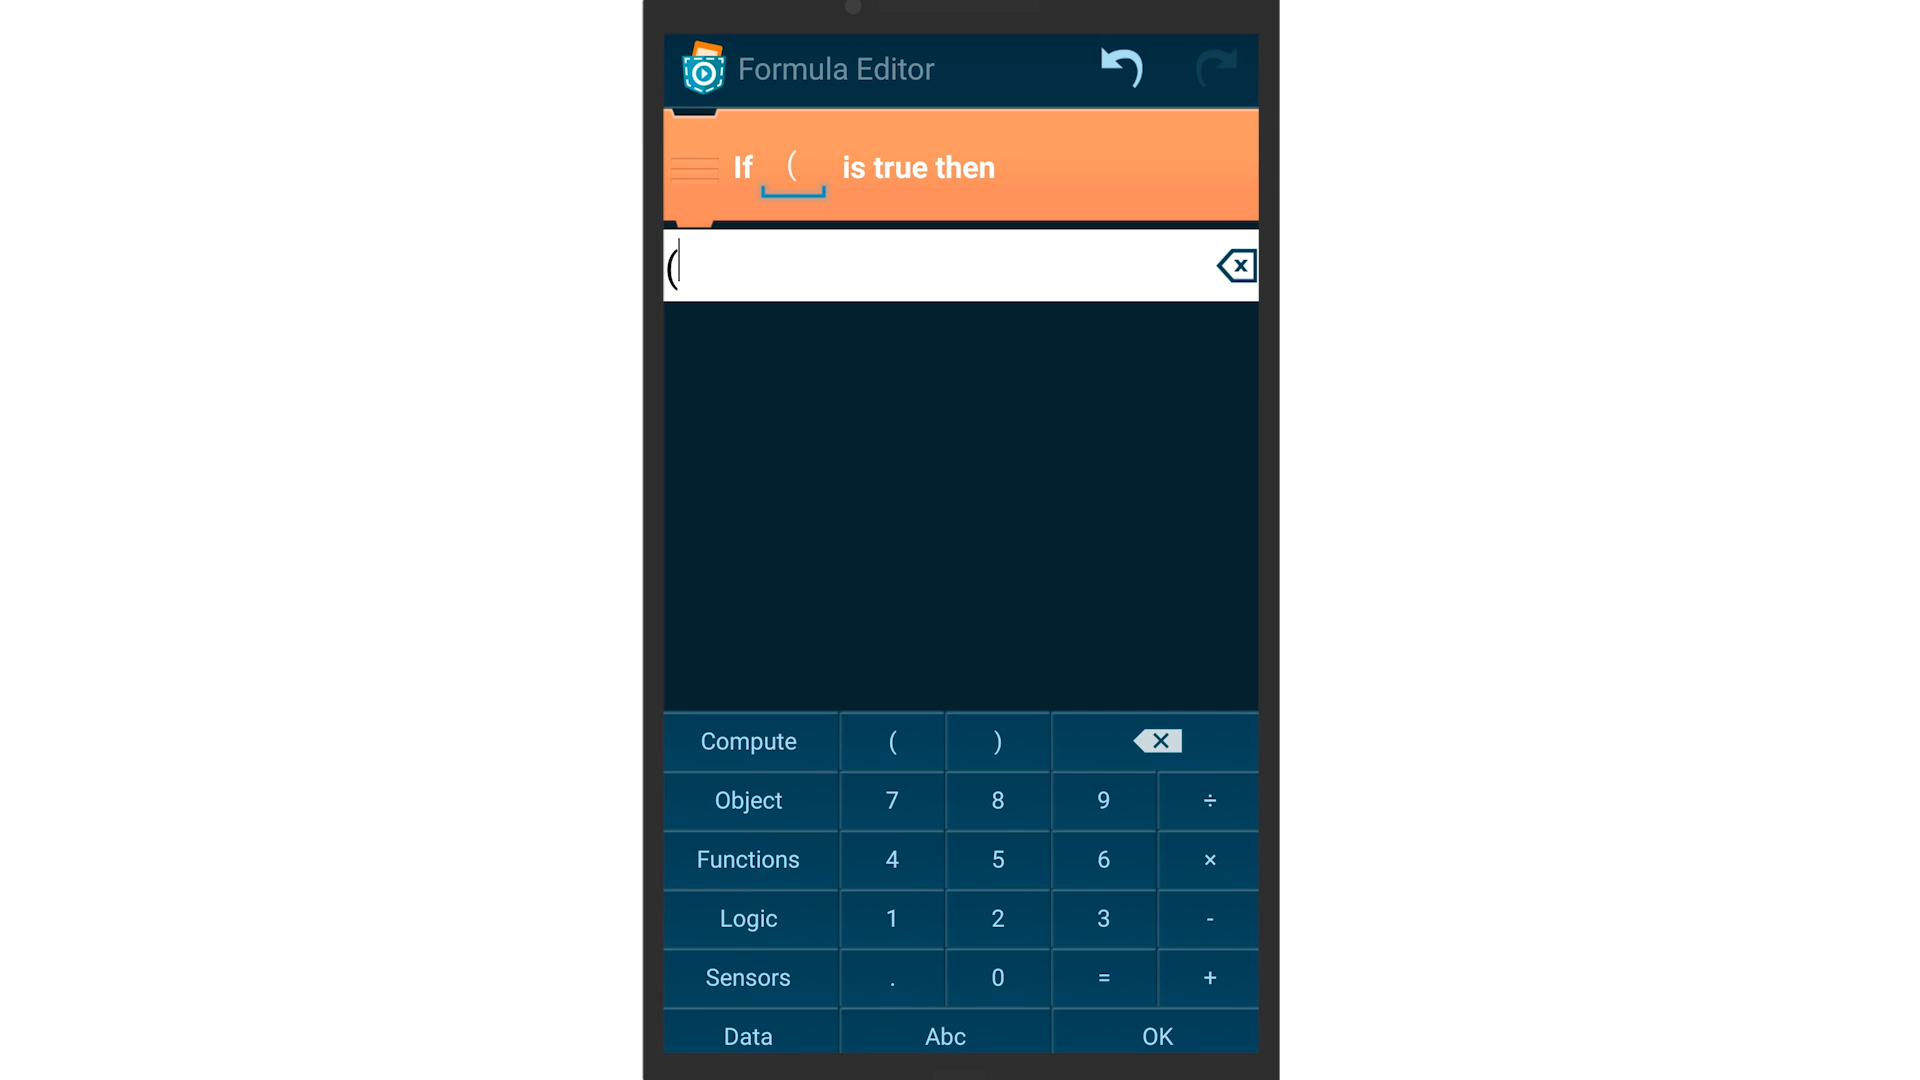 Formula Editor
If ( is true then
(
Compute ( )
Object 7 8 9 ÷
Functions 4 5 6 ×
Logic 1 2 3 -
Sensors . 0 = +
Data Abc OK